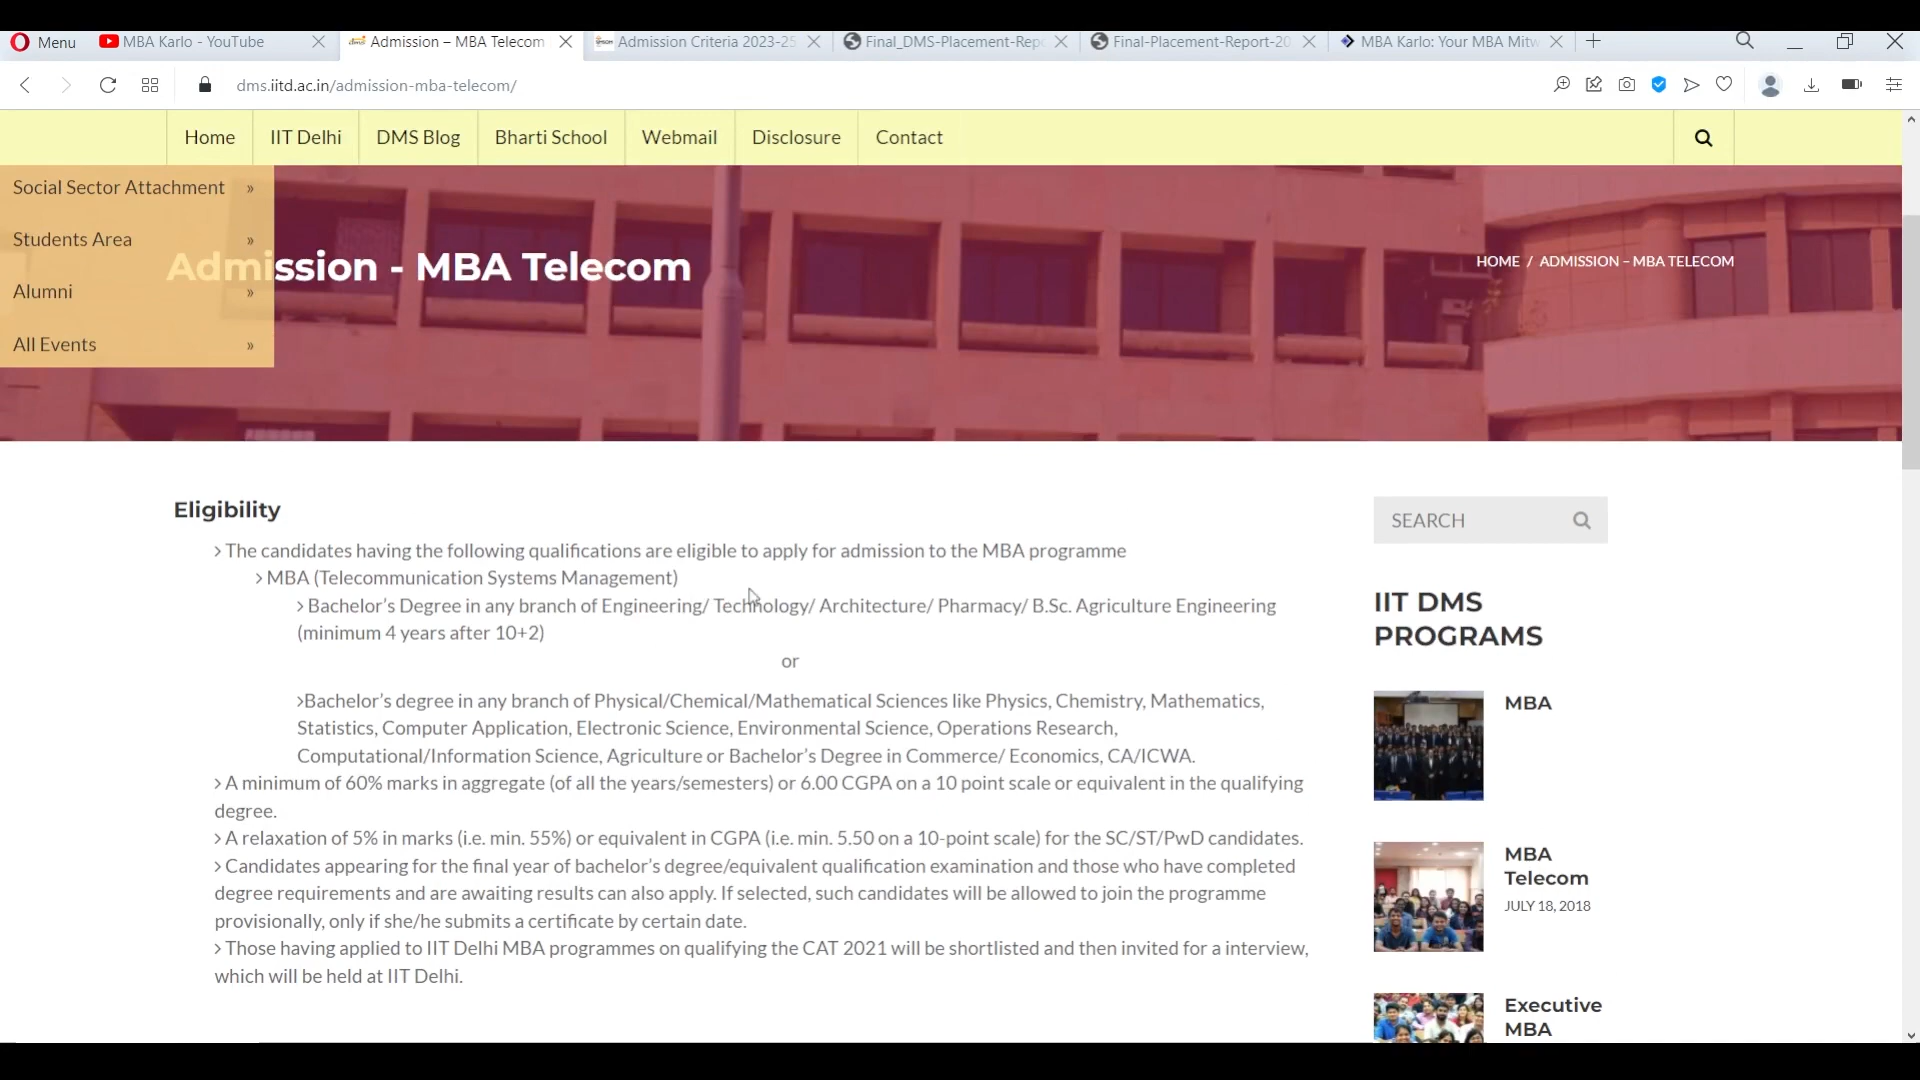 Menu
MBA Karlo - YouTube
Admission – MBA Telecom
Admission Criteria 2023-25
Final_DMS-Placement-Repo
Final-Placement-Report-20
MBA Karlo: Your MBA Mitw
dms.iitd.ac.in/admission-mba-telecom/
Home
IIT Delhi
DMS Blog
Bharti School
Webmail
Disclosure
Contact
Social Sector Attachment »
Students Area »
Alumni »
All Events »
Admission - MBA Telecom
HOME / ADMISSION – MBA TELECOM
Eligibility
The candidates having the following qualifications are eligible to apply for admission to the MBA programme
MBA (Telecommunication Systems Management)
Bachelor’s Degree in any branch of Engineering/ Technology/ Architecture/ Pharmacy/ B.Sc. Agriculture Engineering
(minimum 4 years after 10+2)
or
Bachelor’s degree in any branch of Physical/Chemical/Mathematical Sciences like Physics, Chemistry, Mathematics,
Statistics, Computer Application, Electronic Science, Environmental Science, Operations Research,
Computational/Information Science, Agriculture or Bachelor’s Degree in Commerce/ Economics, CA/ICWA.
A minimum of 60% marks in aggregate (of all the years/semesters) or 6.00 CGPA on a 10 point scale or equivalent in the qualifying
degree.
A relaxation of 5% in marks (i.e. min. 55%) or equivalent in CGPA (i.e. min. 5.50 on a 10-point scale) for the SC/ST/PwD candidates.
Candidates appearing for the final year of bachelor’s degree/equivalent qualification examination and those who have completed
degree requirements and are awaiting results can also apply. If selected, such candidates will be allowed to join the programme
provisionally, only if she/he submits a certificate by certain date.
Those having applied to IIT Delhi MBA programmes on qualifying the CAT 2021 will be shortlisted and then invited for a interview,
which will be held at IIT Delhi.
SEARCH
IIT DMS
PROGRAMS
MBA
MBA
Telecom
JULY 18, 2018
Executive
MBA